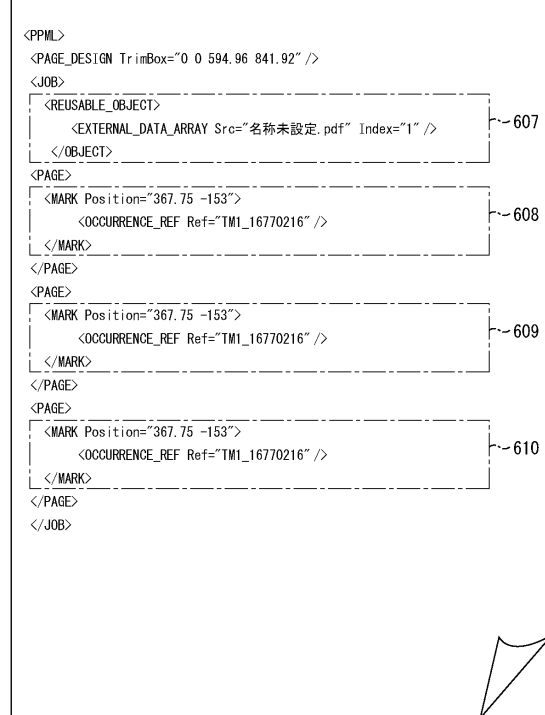 <PPML>
<PAGE_DESIGN TrimBox="0 0 594.96 841.92" />
<JOB>
<REUSABLE_OBJECT>
<EXTERNAL_DATA_ARRAY Src="名称未設定.pdf" Index="1" />
607
</OBJECT>
<PAGE>
<MARK Position="367.75 -153">
608
<OCCURRENCE_REF Ref="TM1_16770216" />
</MARK>
</PAGE>
<PAGE>
<MARK Position="367.75 -153">
609
<OCCURRENCE_REF Ref="TM1_16770216" />
</MARK>
</PAGE>
<PAGE>
<MARK Position="367.75 -153">
610
<OCCURRENCE_REF Ref="TM1_16770216" />
</MARK>
</PAGE>
</JOB>